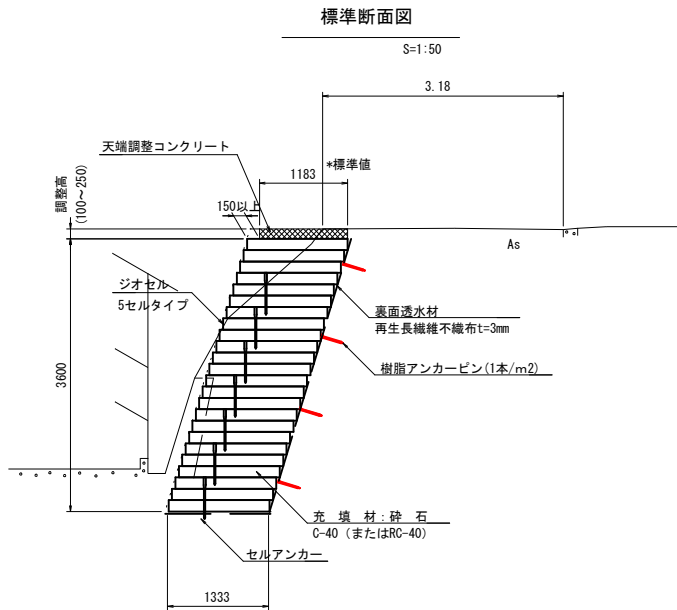 標準断面図
S=1:50
3.18
天端調整コンクリート
*標準値
1183
調整高
(100~250)
150以上
As
ジオセル
5セルタイプ
裏面透水材
再生長繊維不織布t=3mm
樹脂アンカーピン(1本/m2)
3600
充 填 材：砕 石
C-40 (またはRC-40)
セルアンカー
1333